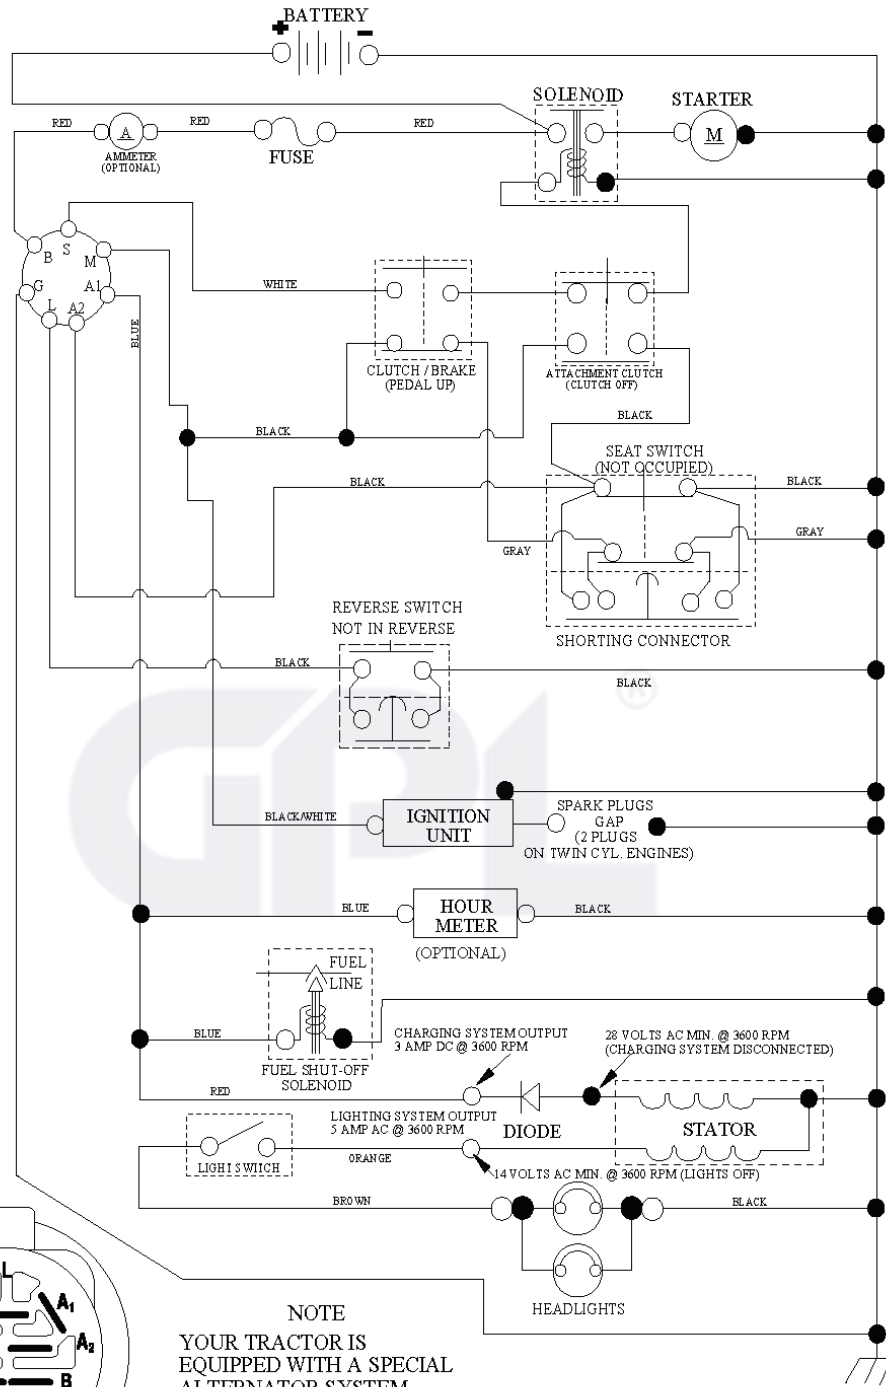 BATTERY
+ -
SOLENOID
STARTER
RED
A
RED
RED
M
AMMETER
(OPTIONAL)
FUSE
B
S
M
G
A1
L
A2
BLUE
WHITE
CLUTCH / BRAKE
(PEDAL UP)
ATTACHMENT CLUTCH
(CLUTCH OFF)
BLACK
BLACK
SEAT SWITCH
(NOT OCCUPIED)
BLACK
BLACK
GRAY
GRAY
REVERSE SWITCH
NOT IN REVERSE
SHORTING CONNECTOR
BLACK
BLACK
GPL
®
BLACK/WHITE
IGNITION
UNIT
SPARK PLUGS
GAP
(2 PLUGS
ON TWIN CYL. ENGINES)
BLUE
HOUR
METER
BLACK
(OPTIONAL)
FUEL
LINE
BLUE
FUEL SHUT-OFF
SOLENOID
CHARGING SYSTEM OUTPUT
3 AMP DC @ 3600 RPM
28 VOLTS AC MIN. @ 3600 RPM
(CHARGING SYSTEM DISCONNECTED)
RED
LIGHTING SYSTEM OUTPUT
5 AMP AC @ 3600 RPM
DIODE
STATOR
LIGHT SWITCH
ORANGE
14 VOLTS AC MIN. @ 3600 RPM (LIGHTS OFF)
BROWN
BLACK
HEADLIGHTS
L
A1
A2
B
NOTE
YOUR TRACTOR IS
EQUIPPED WITH A SPECIAL
ALTERNATOR SYSTEM